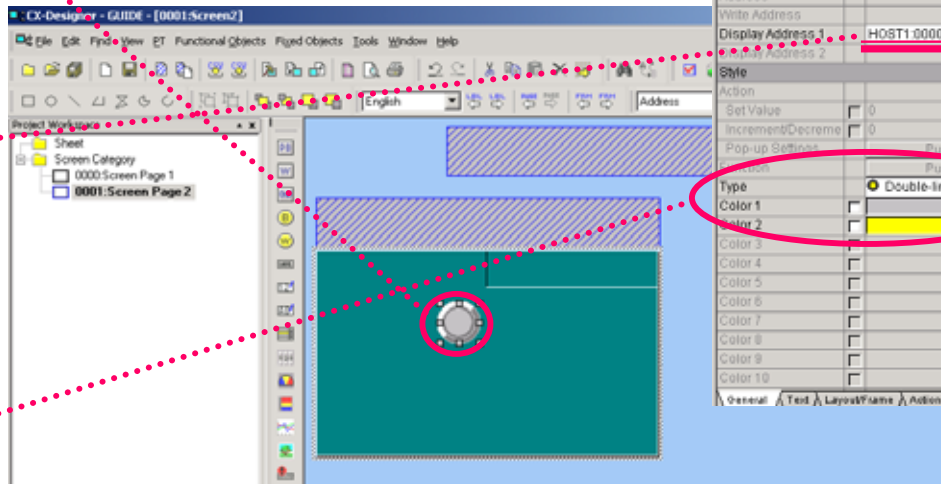 CX-Designer - GUIDE - [0001:Screen2]
File Edit Find View PT Functional Objects Fixed Objects Tools Window Help
English
Address
Project Workspace
Sheet
Screen Category
0000:Screen Page 1
0001:Screen Page 2
Write Address
Display Address 1 HOST1:0000
Display Address 2
Style
Action
Set Value 0
Increment/Decreme 0
Pop-up Settings Pu
Function Pu
Type Double-lin
Color 1
Color 2
Color 3
Color 4
Color 5
Color 6
Color 7
Color 8
Color 9
Color 10
General Text Layout/Frame Action